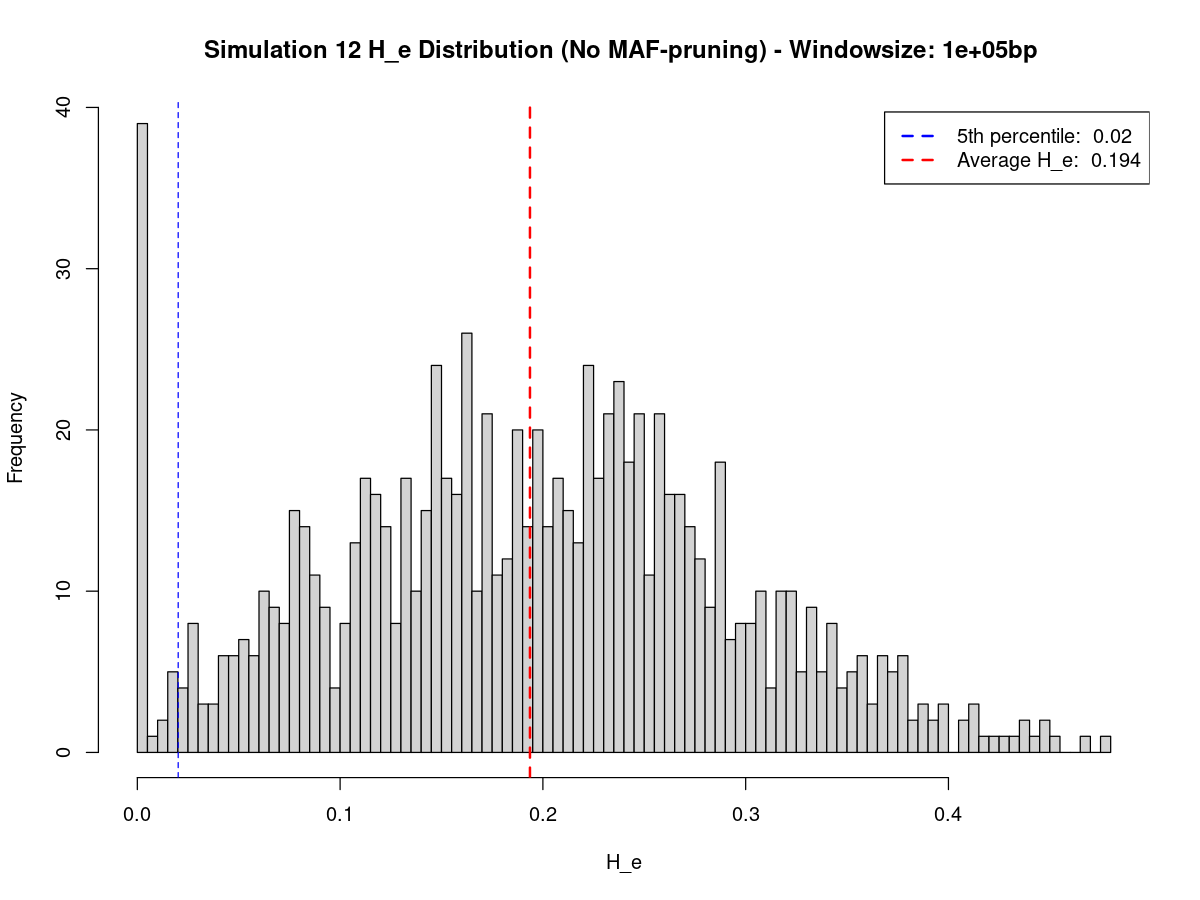 Simulation 12 H_e Distribution (No MAF-pruning) - Windowsize: 1e+05bp
5th percentile: 0.02
Average H_e: 0.194
Frequency
40
30
20
10
0
0.0 0.1 0.2 0.3 0.4
H_e